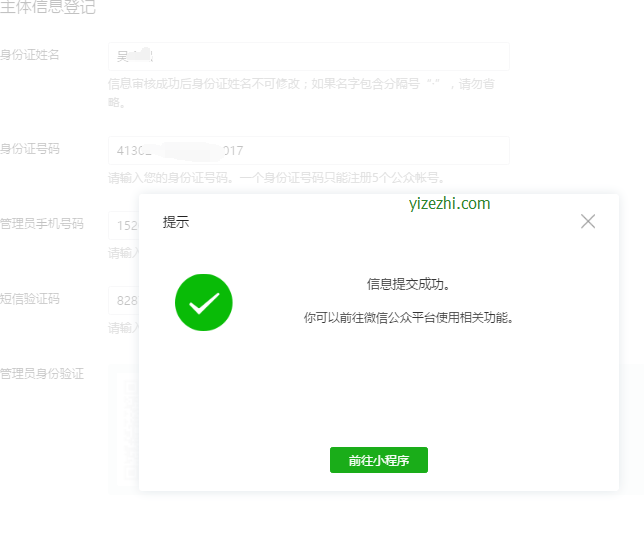 主体信息登记
身份证姓名
吴
信息审核成功后身份证姓名不可修改；如果名字包含分隔号“·”，请勿省
略。
身份证号码
4130 017
请输入您的身份证号码。一个身份证号码只能注册5个公众帐号。
yizezhi.com
提示
管理员手机号码
152
请输入
信息提交成功。
你可以前往微信公众平台使用相关功能。
短信验证码
828
请输入
管理员身份验证
前往小程序